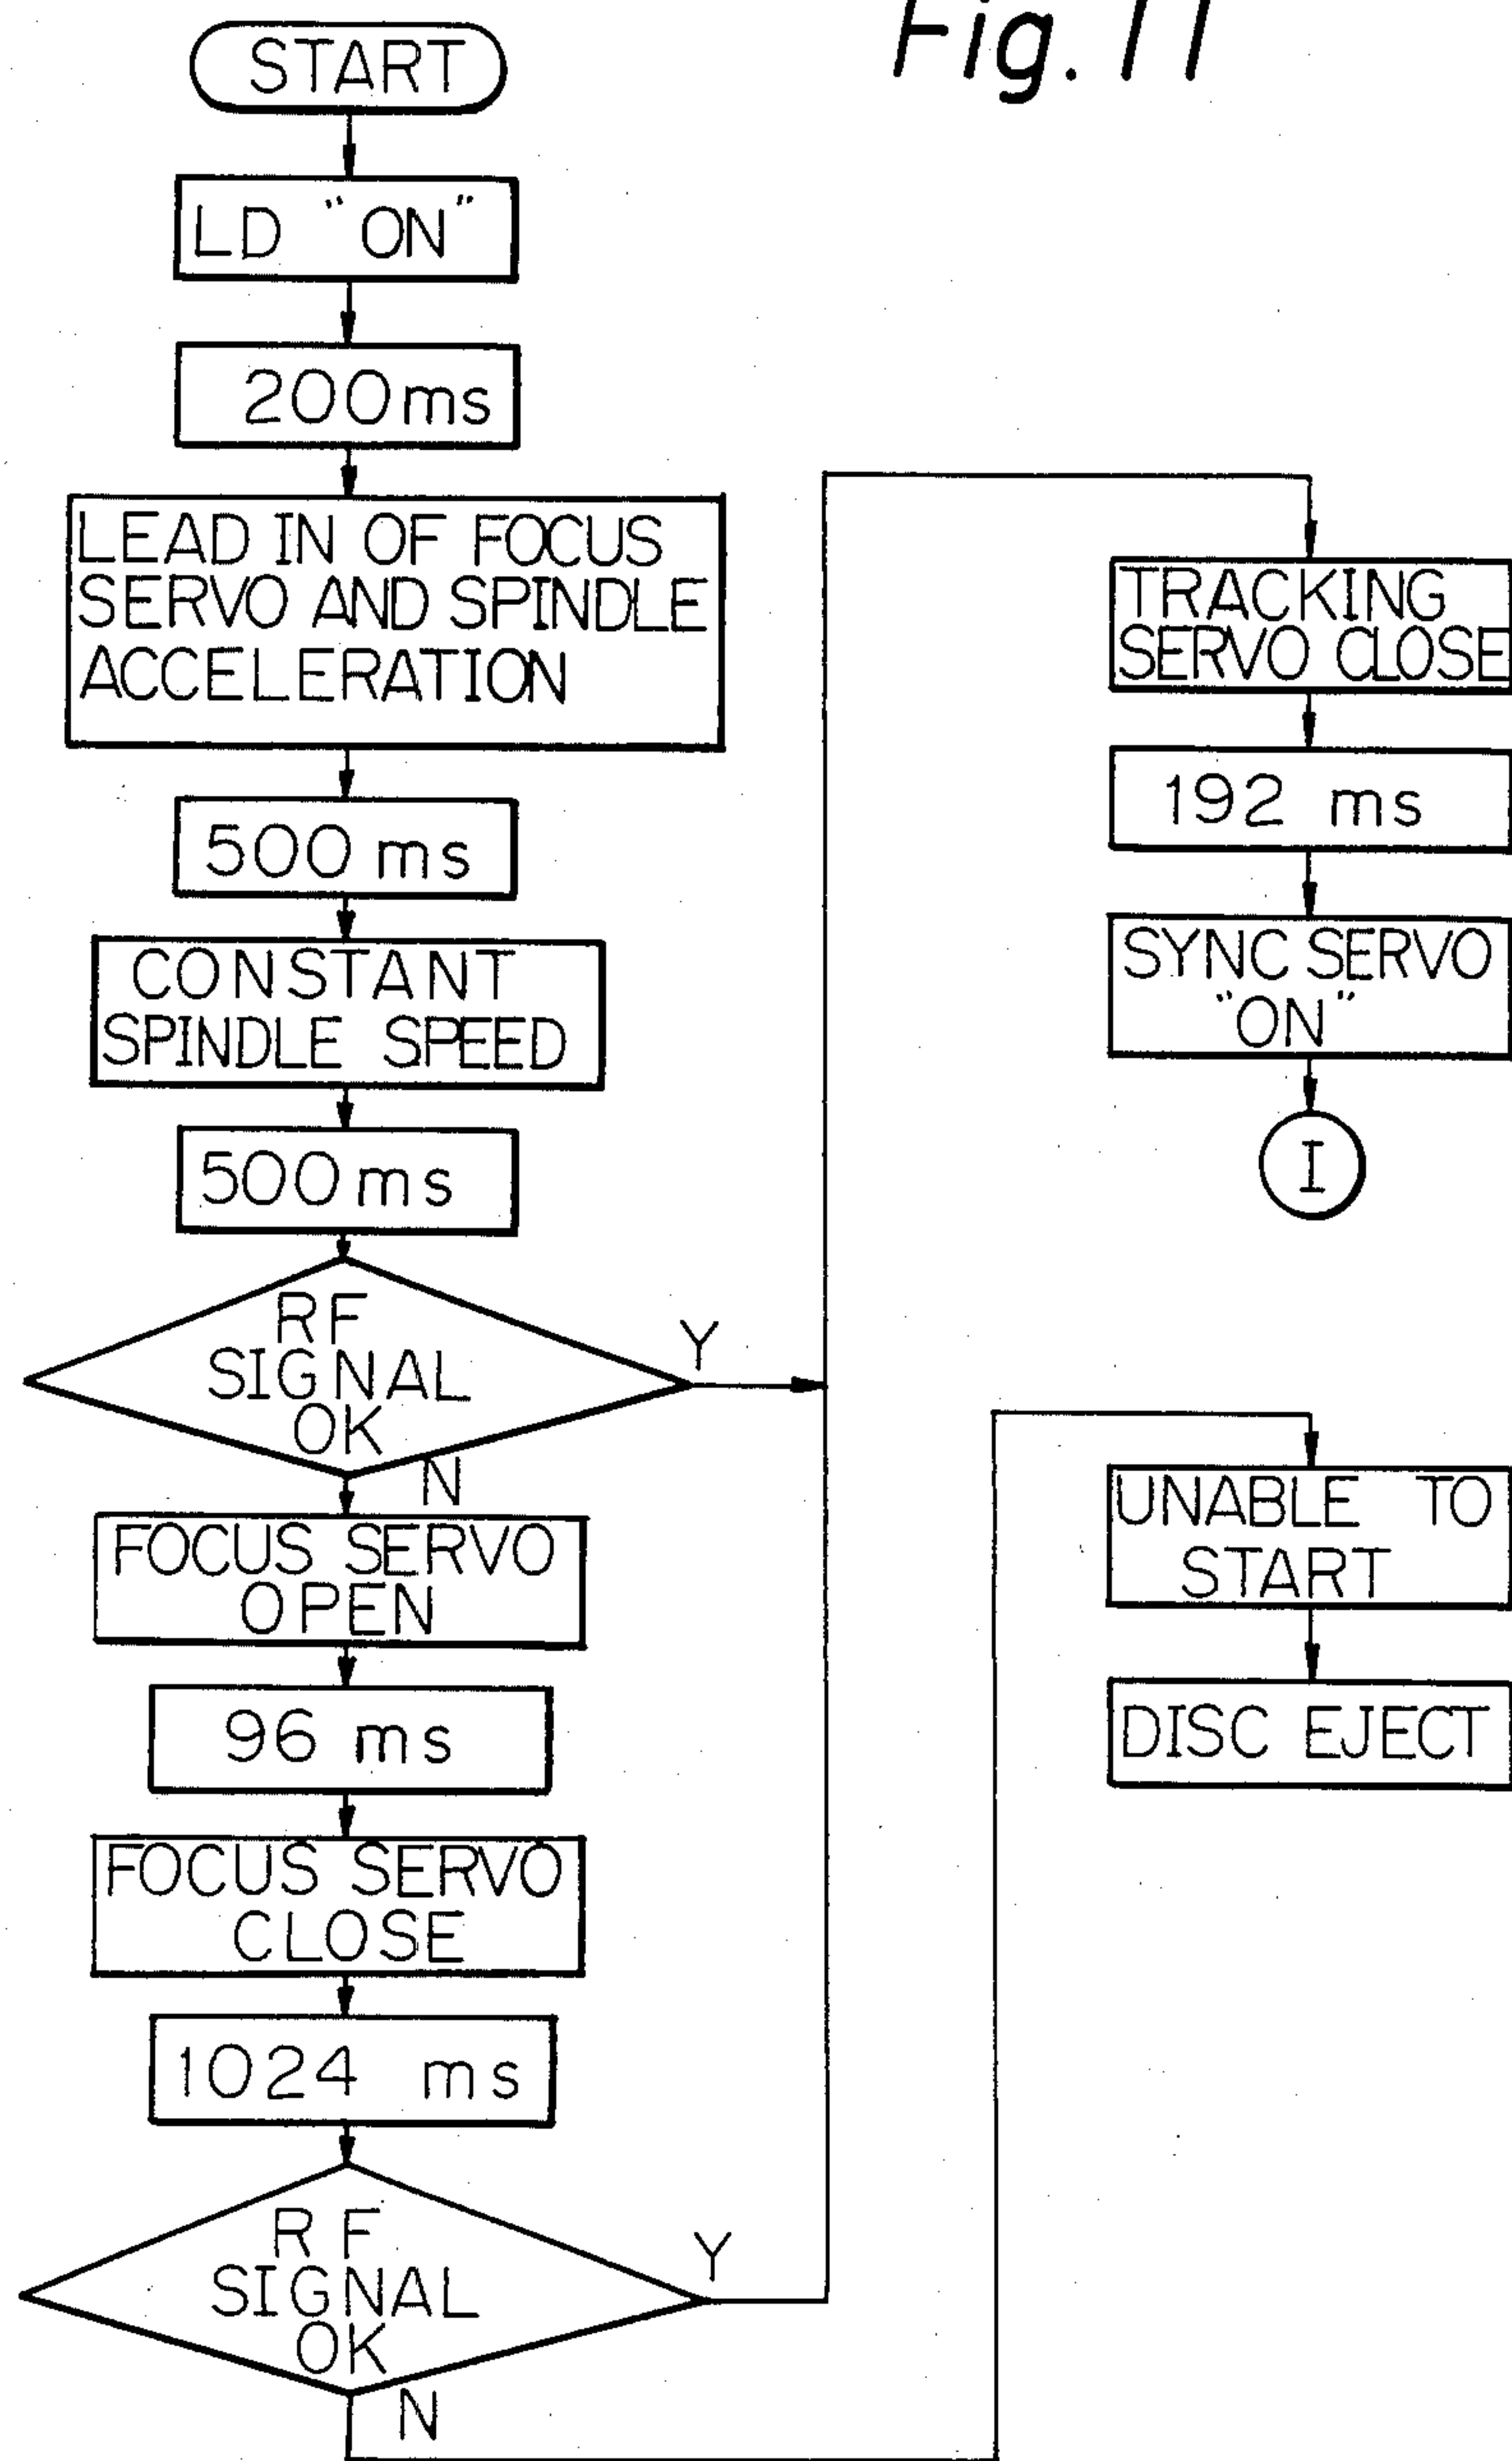 Fig. 11
START
LD "ON"
200ms
LEAD IN OF FOCUS
SERVO AND SPINDLE
ACCELERATION
500 ms
CONSTANT
SPINDLE SPEED
500ms
RF
SIGNAL
OK
Y
N
FOCUS SERVO
OPEN
96 ms
FOCUS SERVO
CLOSE
1024 ms
RF
SIGNAL
OK
Y
N
TRACKING
SERVO CLOSE
192 ms
SYNC SERVO
"ON"
I
UNABLE TO
START
DISC EJECT